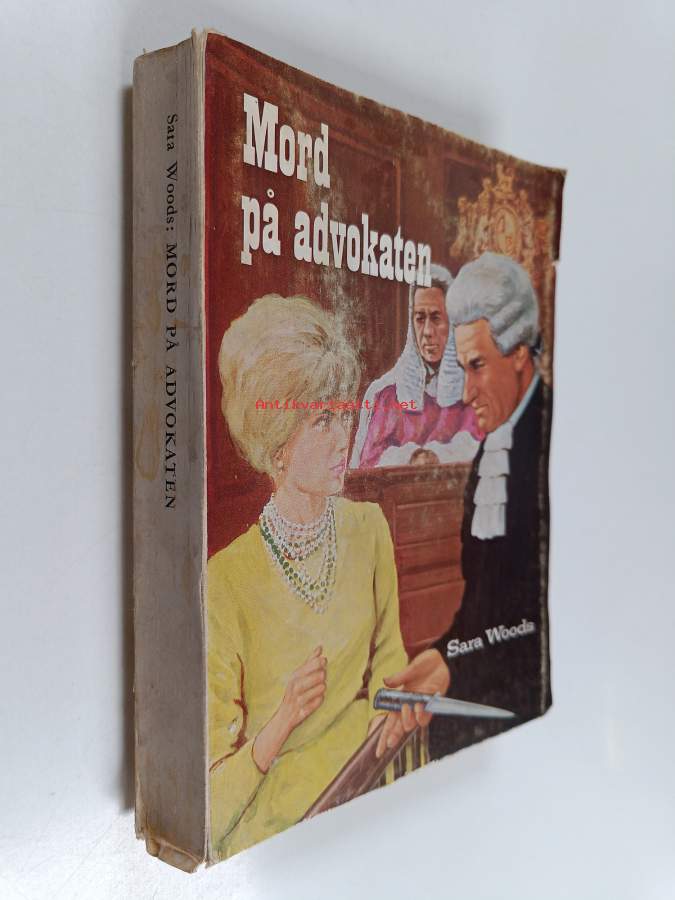 Sara Woods: MORD PÅ ADVOKATEN
Mord
på advokaten
Antikvariaatti.net
Sara Woods